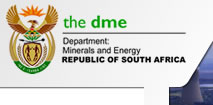 the dme
Department:
Minerals and Energy
REPUBLIC OF SOUTH AFRICA